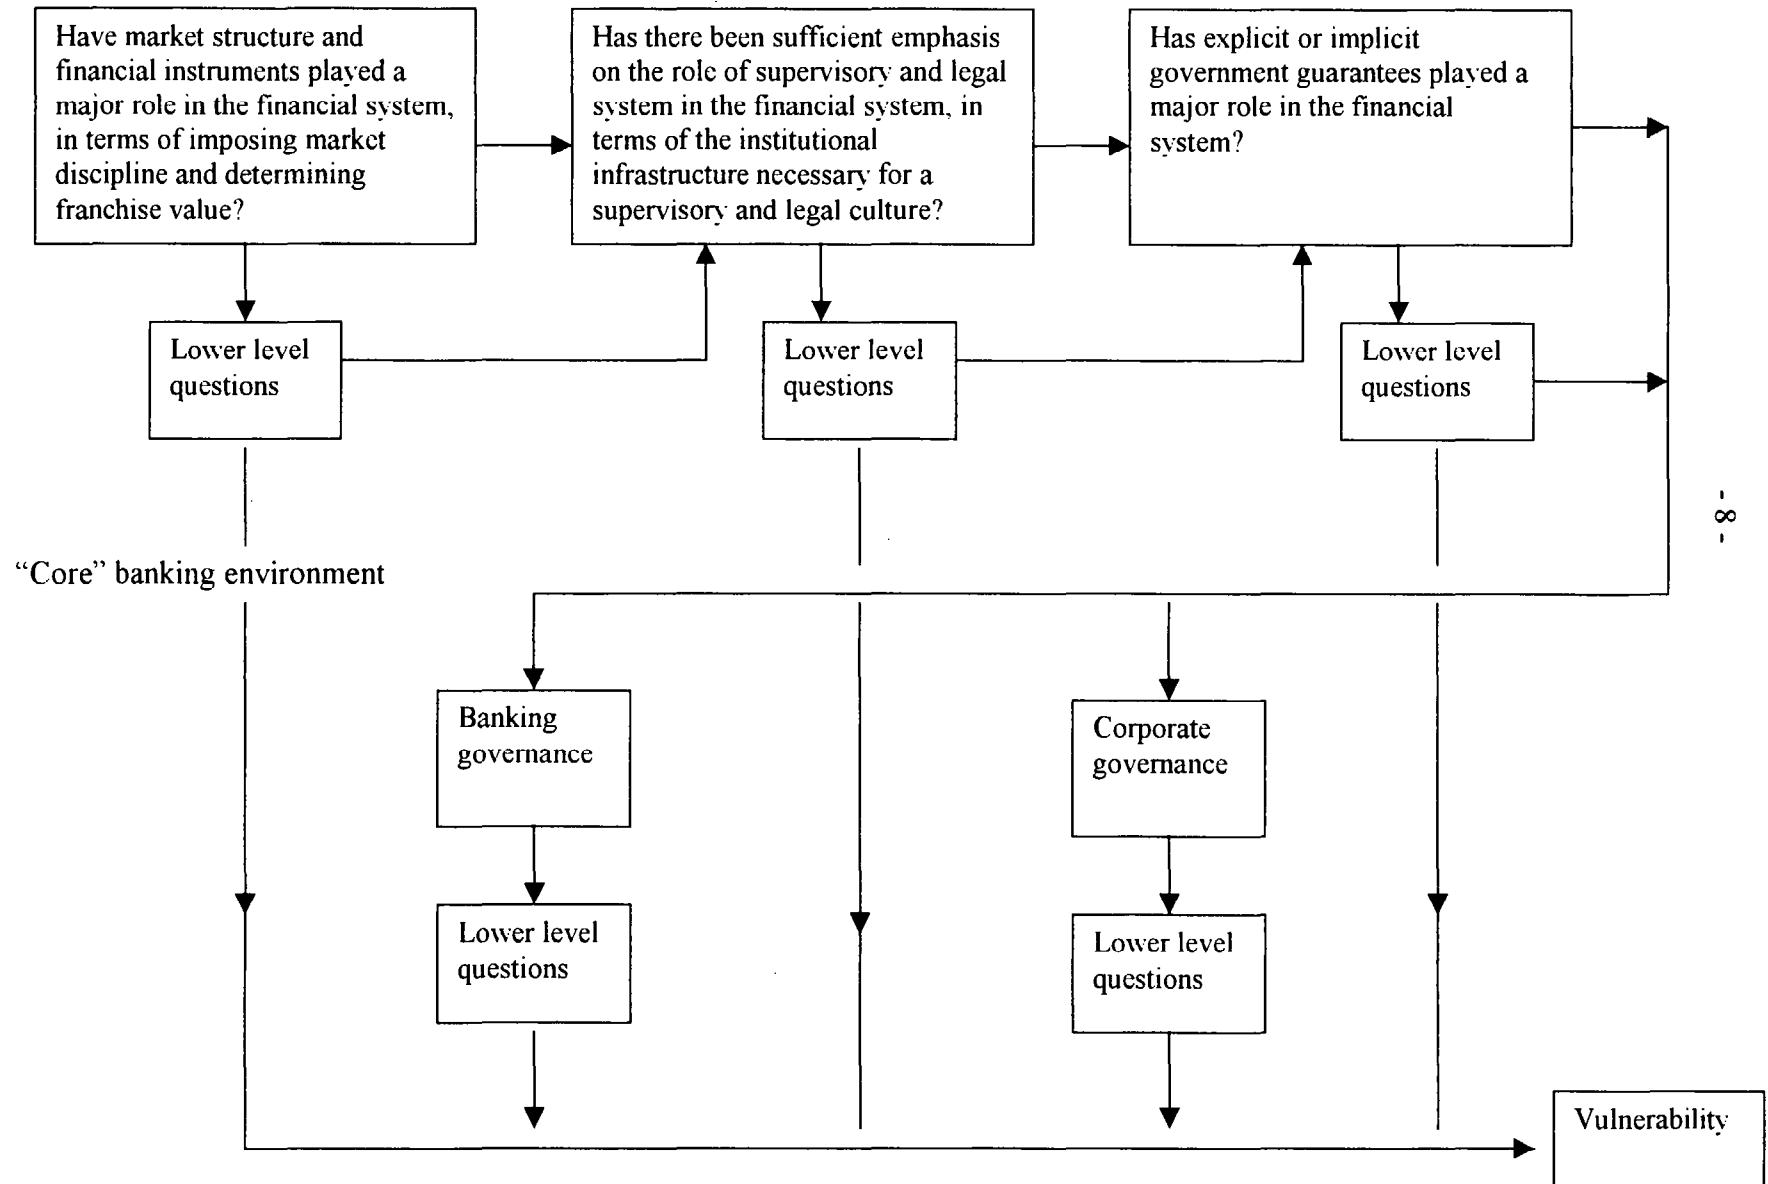 Have market structure and
financial instruments played a
major role in the financial system,
in terms of imposing market
discipline and determining
franchise value?
Has there been sufficient emphasis
on the role of supervisory and legal
system in the financial system, in
terms of the institutional
infrastructure necessary for a
supervisory and legal culture?
Has explicit or implicit
government guarantees played a
major role in the financial
system?
Lower level
questions
Lower level
questions
Lower level
questions
- 8 -
“Core” banking environment
Banking
governance
Corporate
governance
Lower level
questions
Lower level
questions
Vulnerability